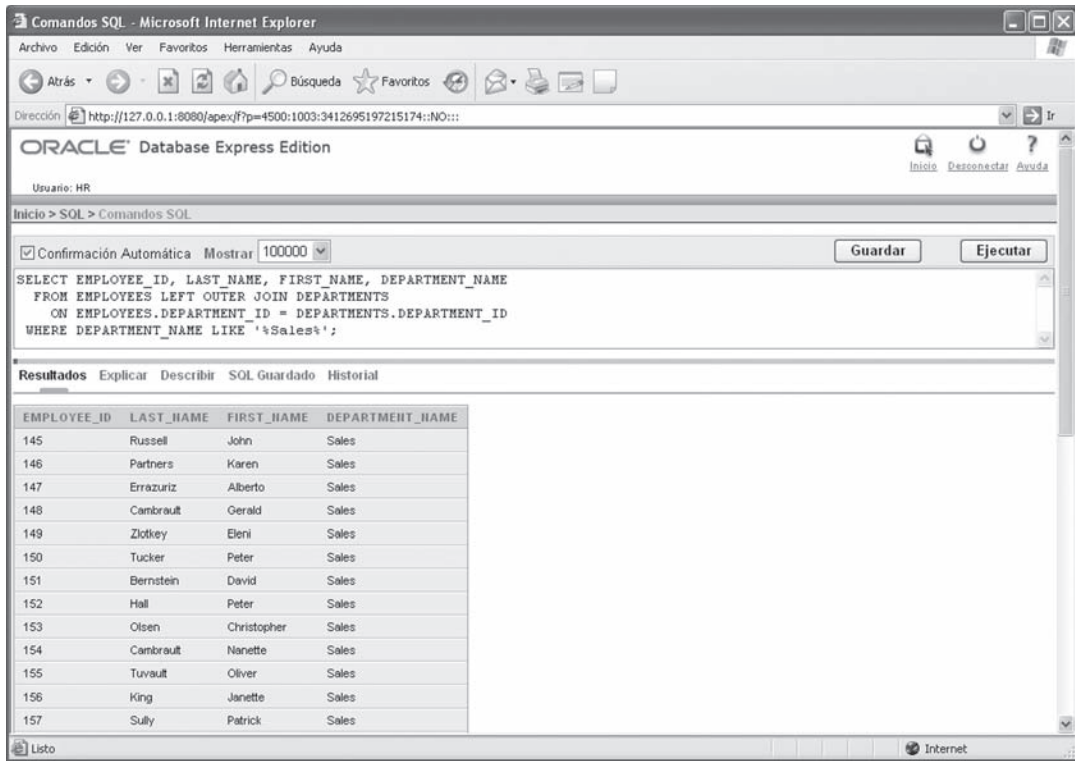 Comandos SQL - Microsoft Internet Explorer
Archivo Edición Ver Favoritos Herramientas Ayuda
Atrás Búsqueda Favoritos
Dirección http://127.0.0.1:8080/apex/f?p=4500:1003:3412695197215174::NO::: Ir
ORACLE Database Express Edition
Inicio Desconectar Ayuda
Usuario: HR
Inicio > SQL > Comandos SQL
Confirmación Automática Mostrar 100000 Guardar Ejecutar
SELECT EMPLOYEE_ID, LAST_NAME, FIRST_NAME, DEPARTMENT_NAME
FROM EMPLOYEES LEFT OUTER JOIN DEPARTMENTS
ON EMPLOYEES.DEPARTMENT_ID = DEPARTMENTS.DEPARTMENT_ID
WHERE DEPARTMENT_NAME LIKE '%Sales%';
Resultados Explicar Describir SQL Guardado Historial
EMPLOYEE_ID LAST_NAME FIRST_NAME DEPARTMENT_NAME
145 Russell John Sales
146 Partners Karen Sales
147 Errazuriz Alberto Sales
148 Cambrault Gerald Sales
149 Zlotkey Eleni Sales
150 Tucker Peter Sales
151 Bernstein David Sales
152 Hall Peter Sales
153 Olsen Christopher Sales
154 Cambrault Nanette Sales
155 Tuvault Oliver Sales
156 King Janette Sales
157 Sully Patrick Sales
Listo Internet